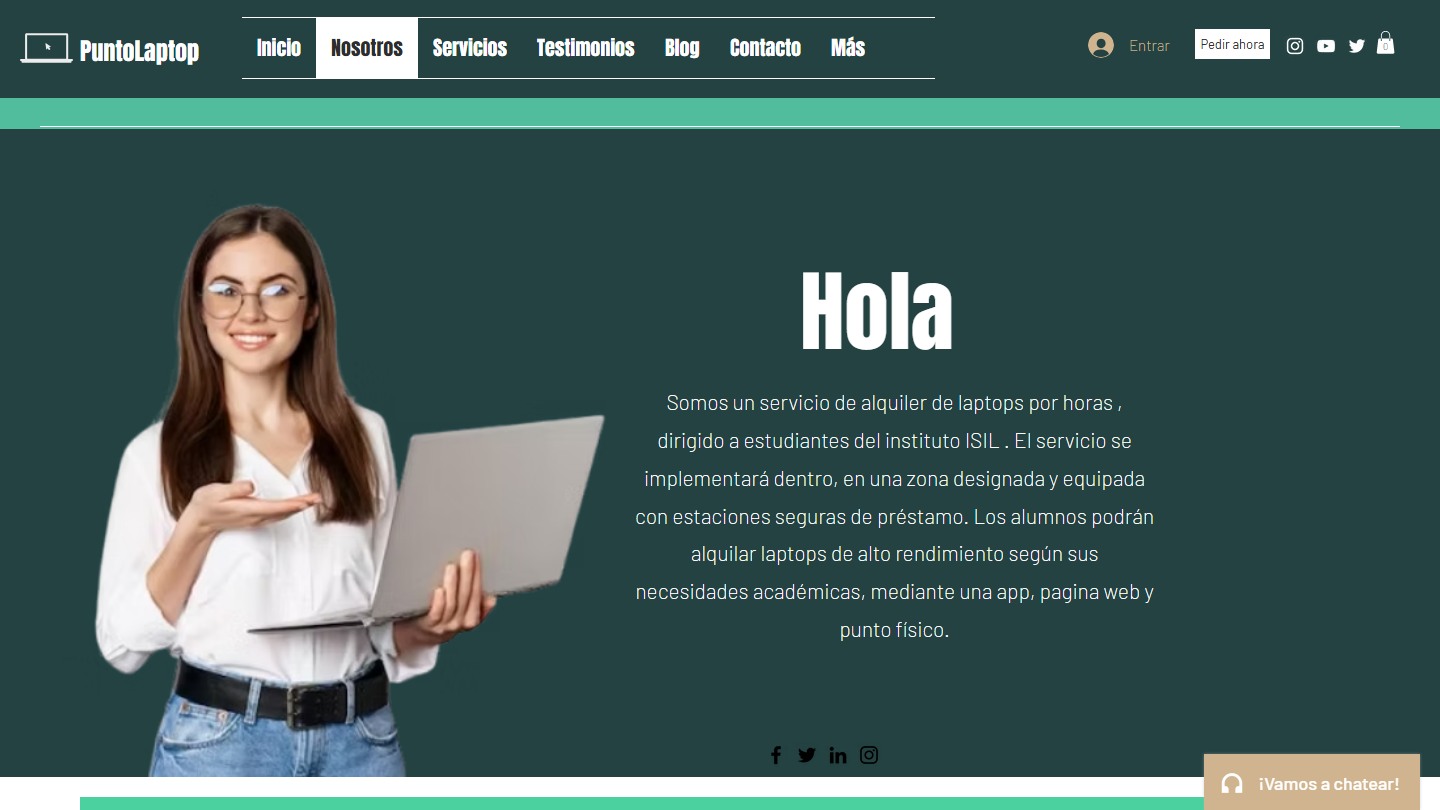 PuntoLaptop
Inicio Nosotros Servicios Testimonios Blog Contacto Más
Entrar
Pedir ahora
0
Hola
Somos un servicio de alquiler de laptops por horas ,
dirigido a estudiantes del instituto ISIL . El servicio se
implementará dentro, en una zona designada y equipada
con estaciones seguras de préstamo. Los alumnos podrán
alquilar laptops de alto rendimiento según sus
necesidades académicas, mediante una app, pagina web y
punto físico.
¡Vamos a chatear!